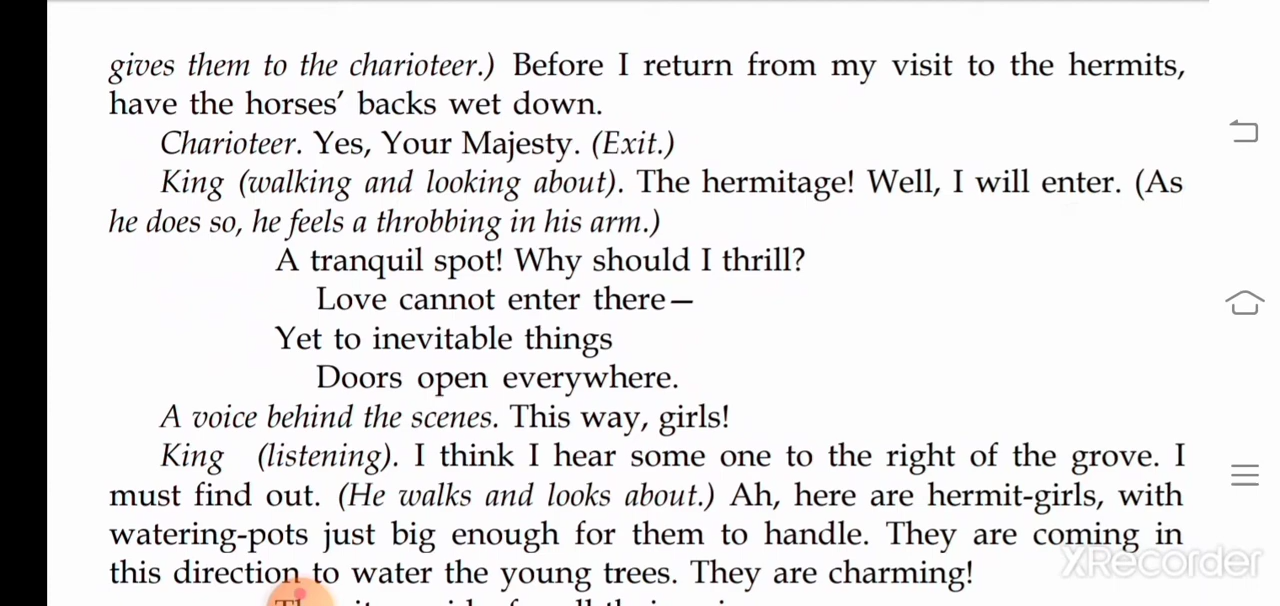 gives them to the charioteer.) Before I return from my visit to the hermits,
have the horses’ backs wet down.
Charioteer. Yes, Your Majesty. (Exit.)
King (walking and looking about). The hermitage! Well, I will enter. (As
he does so, he feels a throbbing in his arm.)
A tranquil spot! Why should I thrill?
Love cannot enter there—
Yet to inevitable things
Doors open everywhere.
A voice behind the scenes. This way, girls!
King (listening). I think I hear some one to the right of the grove. I
must find out. (He walks and looks about.) Ah, here are hermit-girls, with
watering-pots just big enough for them to handle. They are coming in
this direction to water the young trees. They are charming!
XRecorder